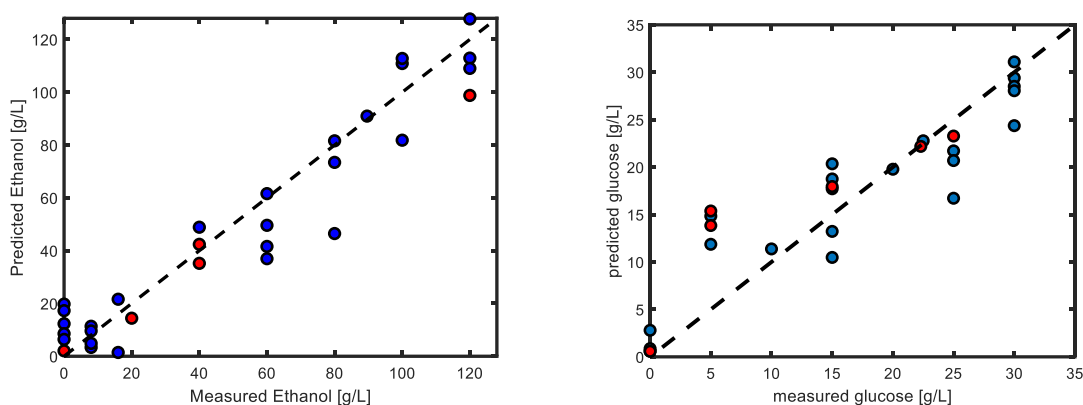 120
100
80
60
40
20
0
Predicted Ethanol [g/L]
0 20 40 60 80 100 120
Measured Ethanol [g/L]
35
30
25
20
15
10
5
0
predicted glucose [g/L]
0 5 10 15 20 25 30 35
measured glucose [g/L]